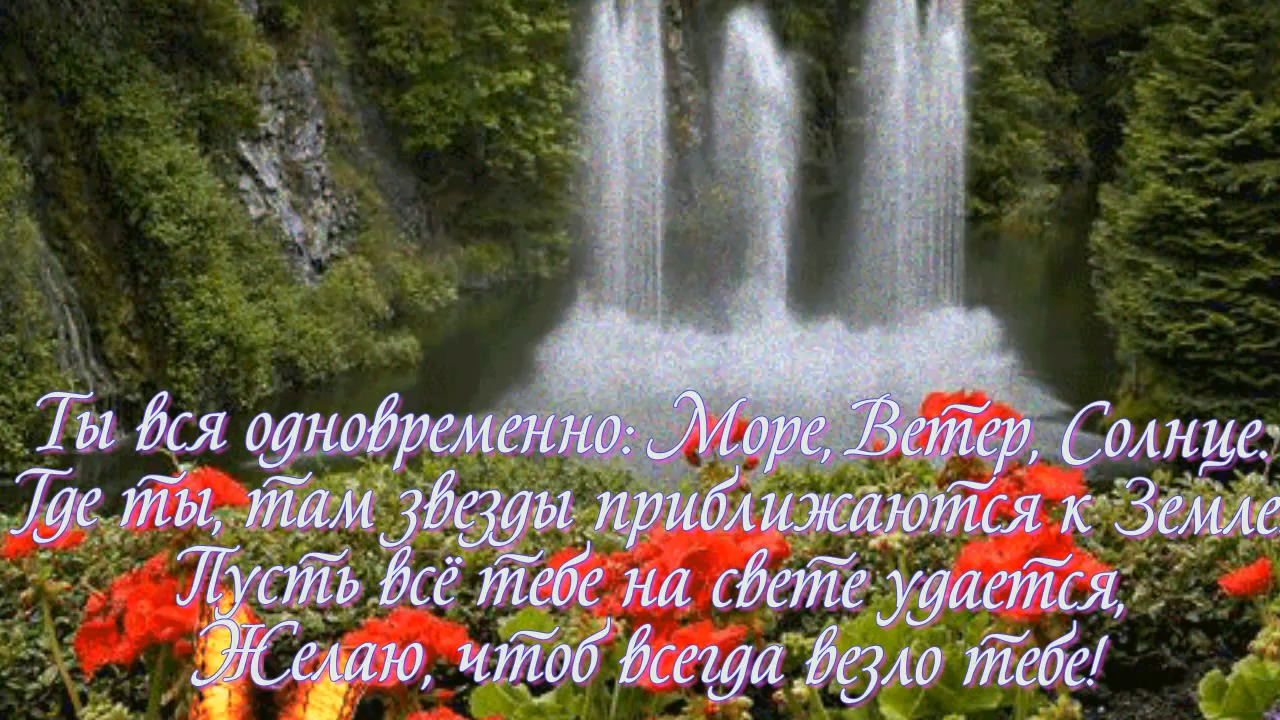 Ты вся одновременно: Море, Ветер, Солнце.
Где ты, там звезды приближаются к Земле
Пусть всё тебе на свете удается,
Желаю, чтоб всегда везло тебе!